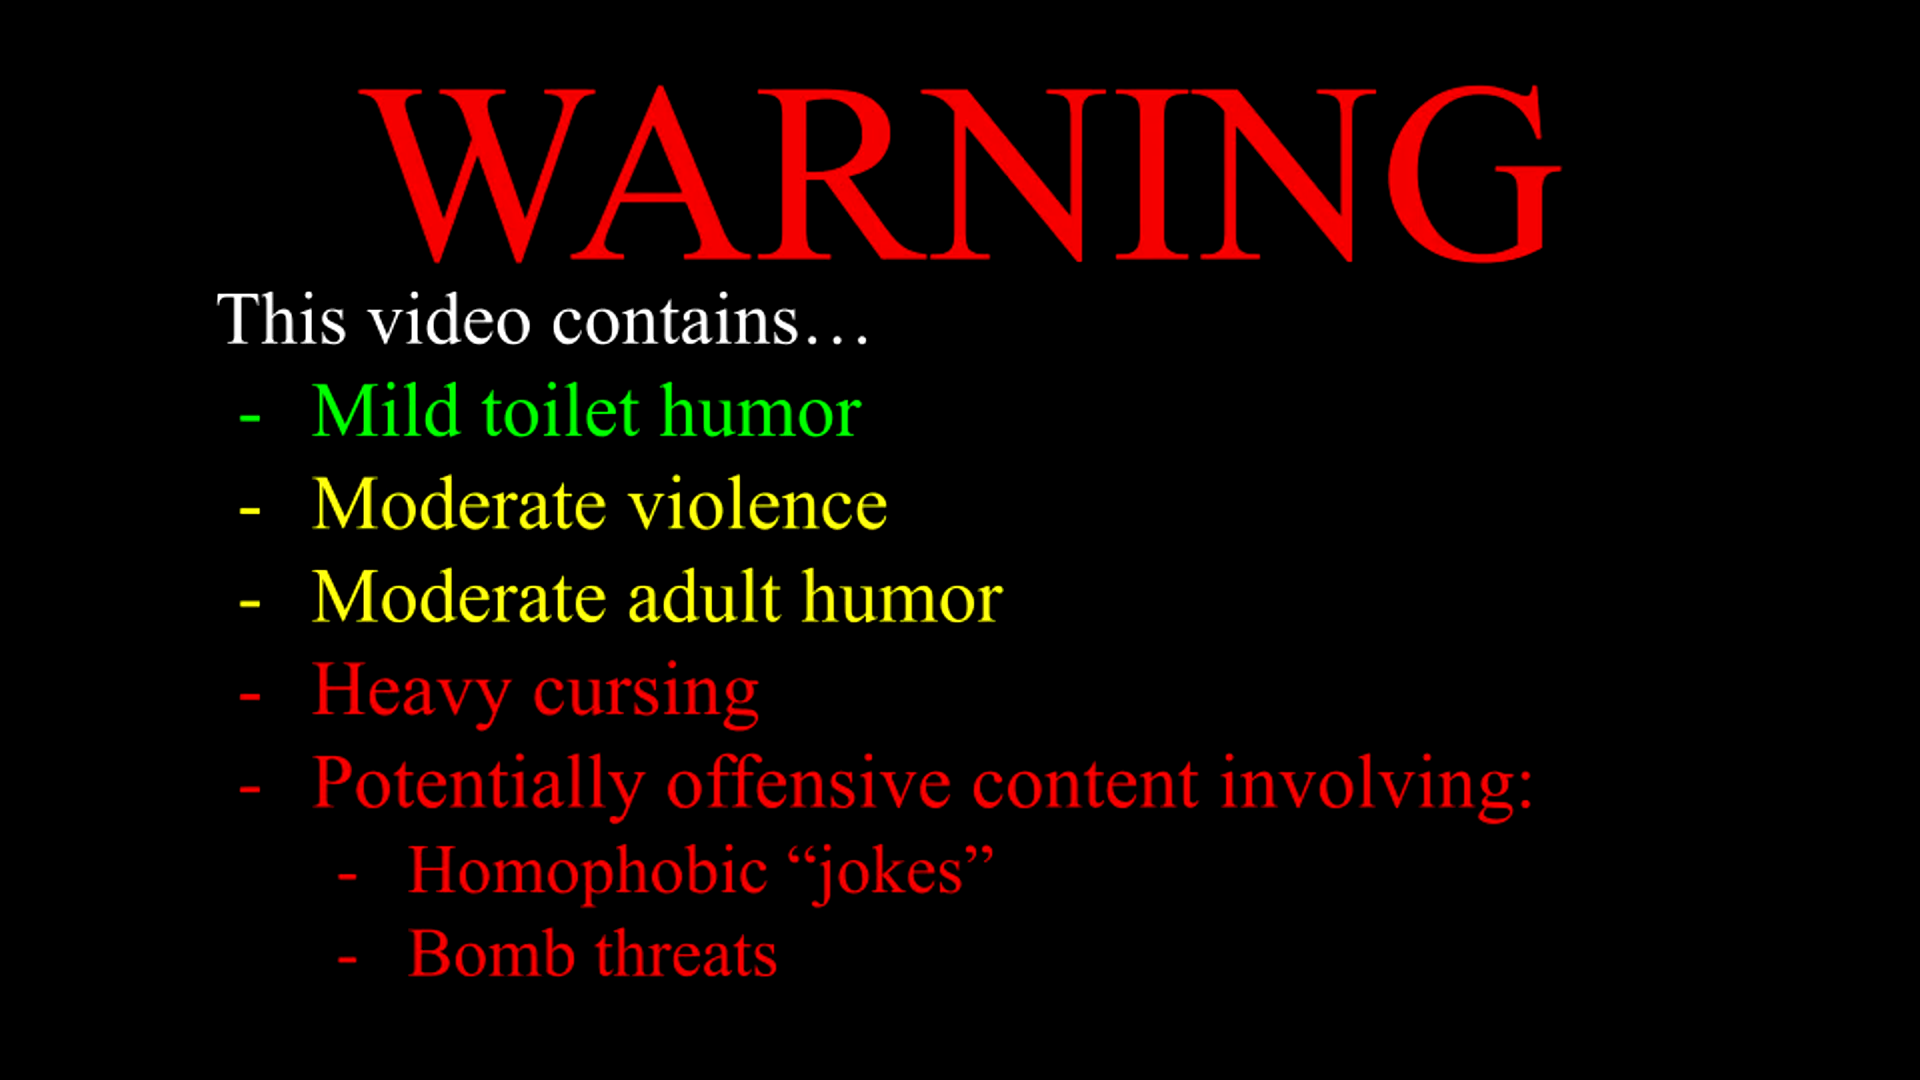 WARNING
This video contains…
- Mild toilet humor
- Moderate violence
- Moderate adult humor
- Heavy cursing
- Potentially offensive content involving:
- Homophobic “jokes”
- Bomb threats